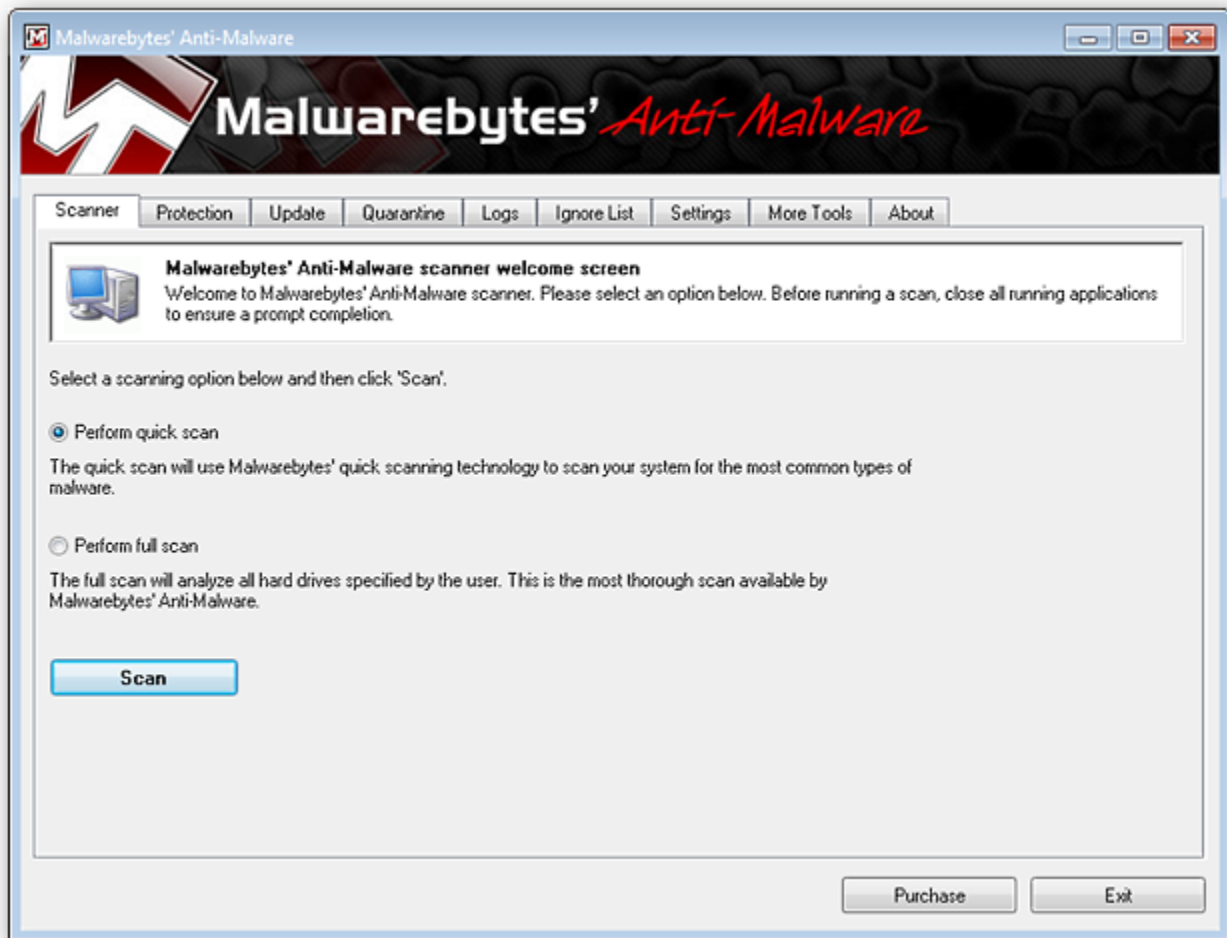 Malwarebytes' Anti-Malware
Malwarebytes' Anti-Malware
Scanner Protection Update Quarantine Logs Ignore List Settings More Tools About
Malwarebytes' Anti-Malware scanner welcome screen
Welcome to Malwarebytes' Anti-Malware scanner. Please select an option below. Before running a scan, close all running applications
to ensure a prompt completion.
Select a scanning option below and then click 'Scan'.
Perform quick scan
The quick scan will use Malwarebytes' quick scanning technology to scan your system for the most common types of
malware.
Perform full scan
The full scan will analyze all hard drives specified by the user. This is the most thorough scan available by
Malwarebytes' Anti-Malware.
Scan
Purchase Exit